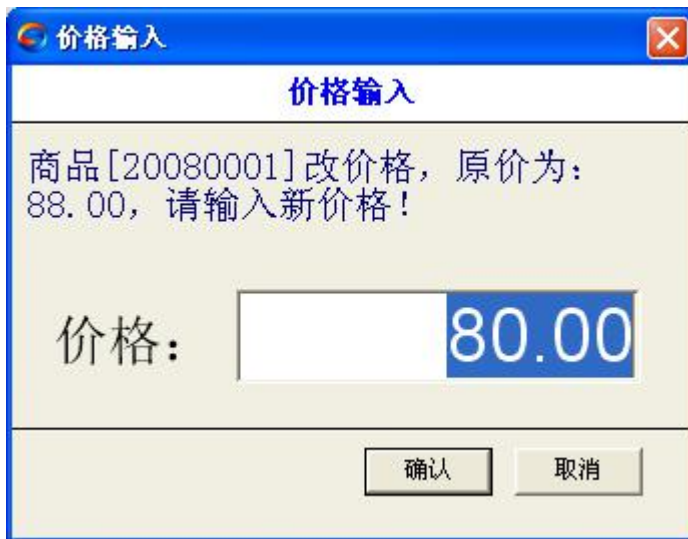 价格输入
价格输入
商品[20080001]改价格，原价为：
88.00，请输入新价格！
价格：
80.00
确认
取消